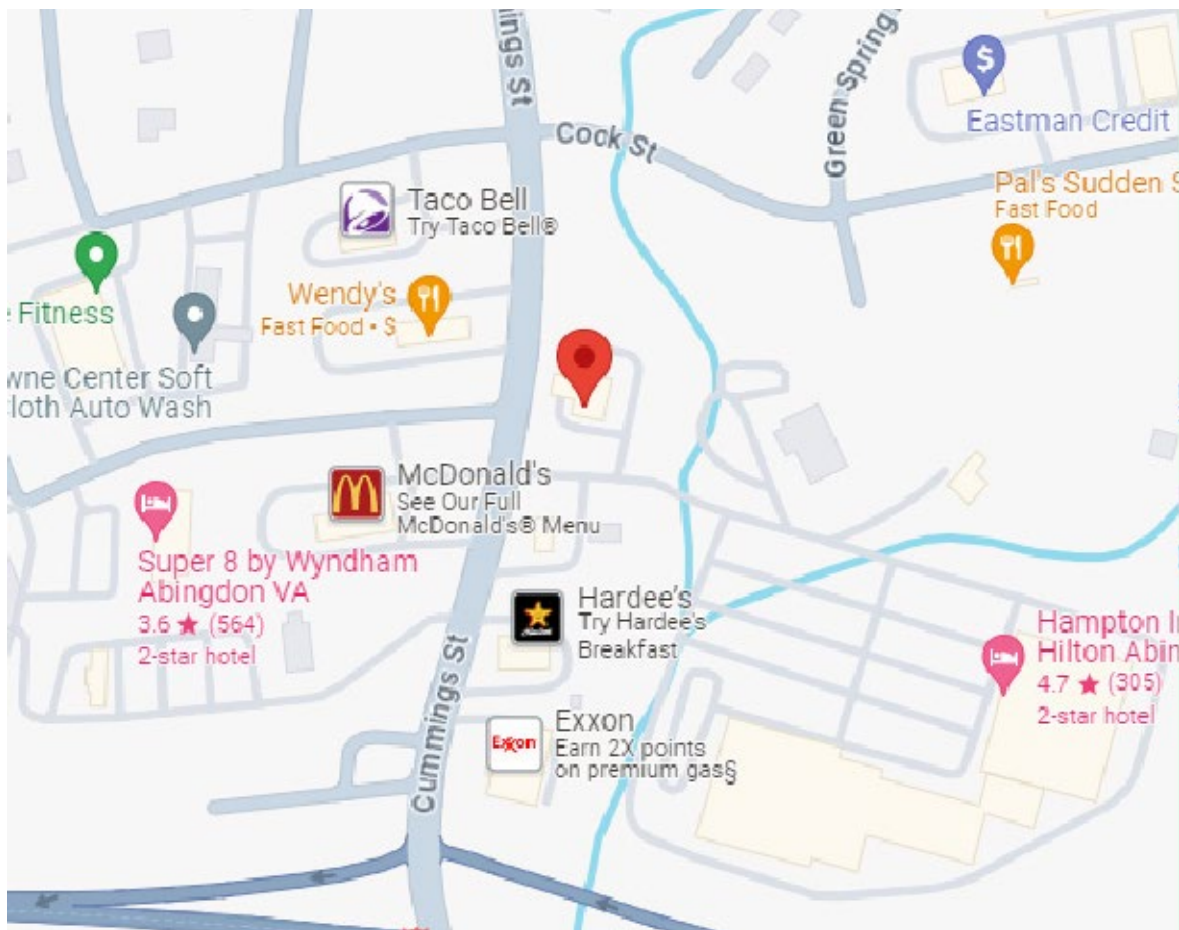 ings St
Cock St
Green Spring
Eastman Credit
Taco Bell
Try Taco Bell®
Pal's Sudden S
Fast Food
Wendy's
Fast Food • $
e Fitness
wne Center Soft
loth Auto Wash
McDonald's
See Our Full
McDonald's® Menu
Super 8 by Wyndham
Abingdon VA
3.6 ★ (564)
2-star hotel
Hardee's
Try Hardee's
Breakfast
Hampton I
Hilton Abin
4.7 ★ (305)
2-star hotel
Cummings St
Exxon
Exxon
Earn 2X points
on premium gas§